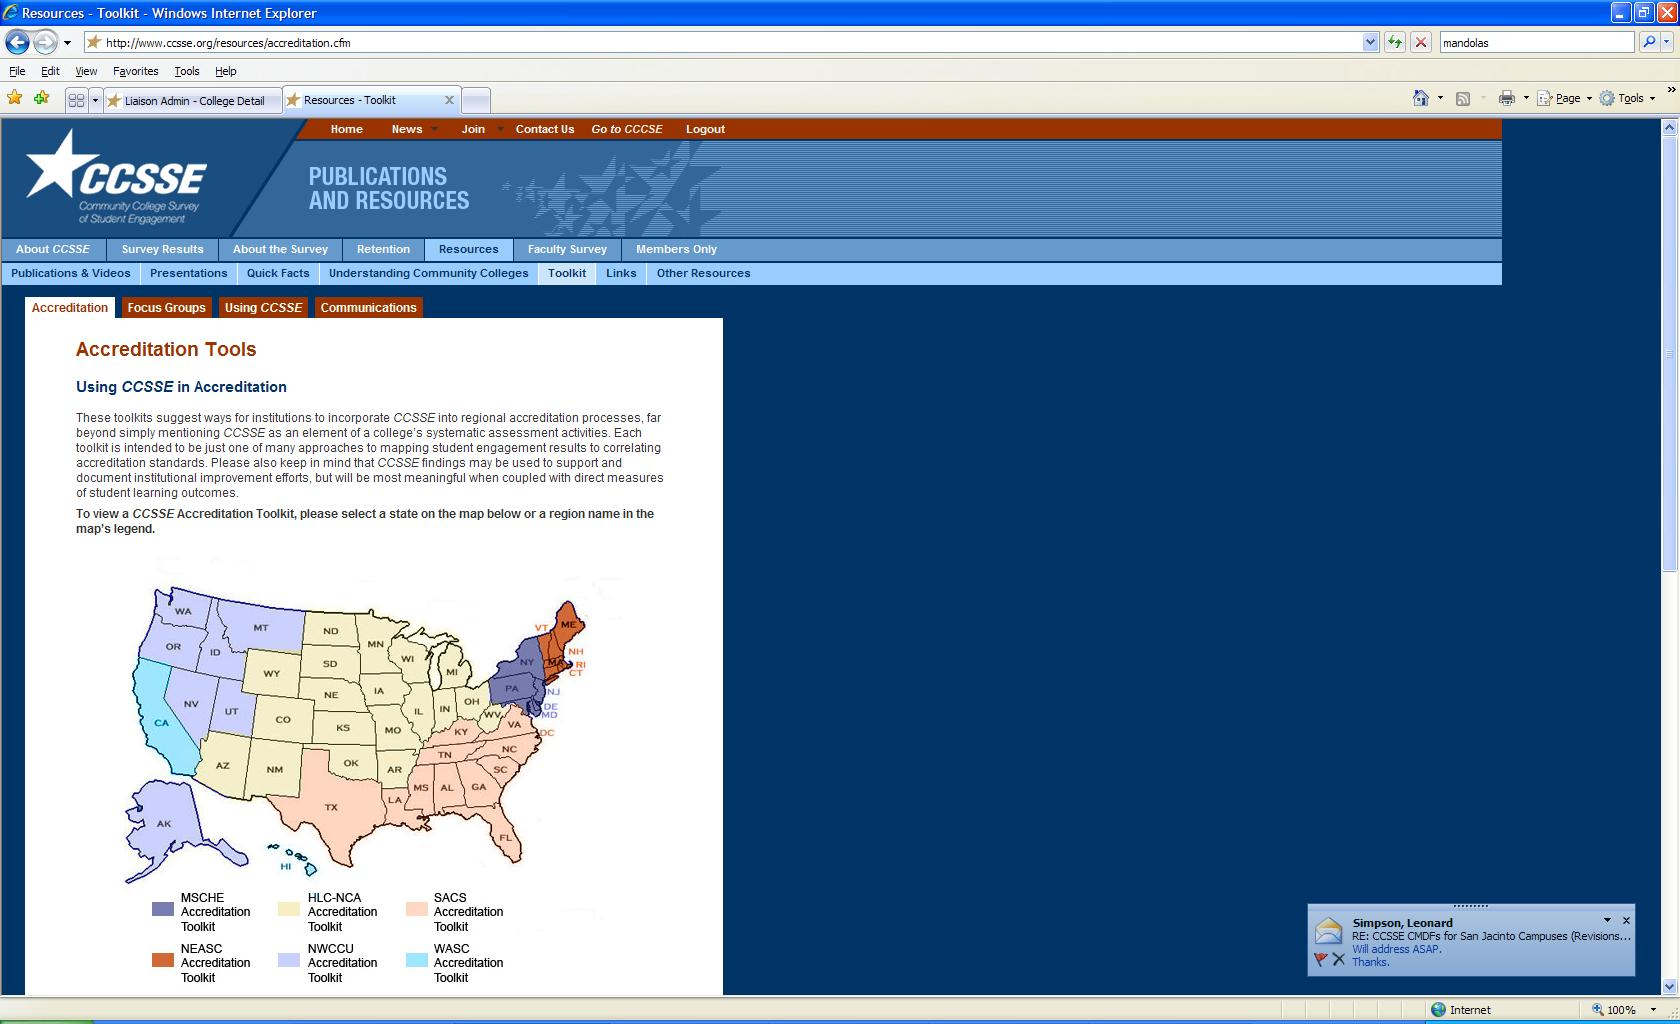 Resources - Toolkit - Windows Internet Explorer
http://www.ccsse.org/resources/accreditation.cfm
mandolas
File Edit View Favorites Tools Help
Liaison Admin - College Detail
Resources - Toolkit
Page
Tools
Home News Join Contact Us Go to CCCSE Logout
CCSSE
Community College Survey
of Student Engagement
PUBLICATIONS
AND RESOURCES
About CCSSE Survey Results About the Survey Retention Resources Faculty Survey Members Only
Publications & Videos Presentations Quick Facts Understanding Community Colleges Toolkit Links Other Resources
Accreditation Focus Groups Using CCSSE Communications
Accreditation Tools
Using CCSSE in Accreditation
These toolkits suggest ways for institutions to incorporate CCSSE into regional accreditation processes, far
beyond simply mentioning CCSSE as an element of a college's systematic assessment activities. Each
toolkit is intended to be just one of many approaches to mapping student engagement results to correlating
accreditation standards. Please also keep in mind that CCSSE findings may be used to support and
document institutional improvement efforts, but will be most meaningful when coupled with direct measures
of student learning outcomes.
To view a CCSSE Accreditation Toolkit, please select a state on the map below or a region name in the
map's legend.
WA
MT
ND
MN
VT
ME
OR
ID
SD
WI
MI
NY
MA
NH
RI
CT
WY
NE
IA
PA
NJ
NV
UT
CO
KS
MO
IL
IN
OH
WV
DE
MD
CA
KY
VA
DC
AZ
NM
OK
AR
TN
NC
SC
TX
LA
MS
AL
GA
FL
AK
HI
MSCHE
Accreditation
Toolkit
HLC-NCA
Accreditation
Toolkit
SACS
Accreditation
Toolkit
NEASC
Accreditation
Toolkit
NWCCU
Accreditation
Toolkit
WASC
Accreditation
Toolkit
Simpson, Leonard
RE: CCSSE CMDFs for San Jacinto Campuses (Revisions...
Will address ASAP.
Thanks.
Internet
100%